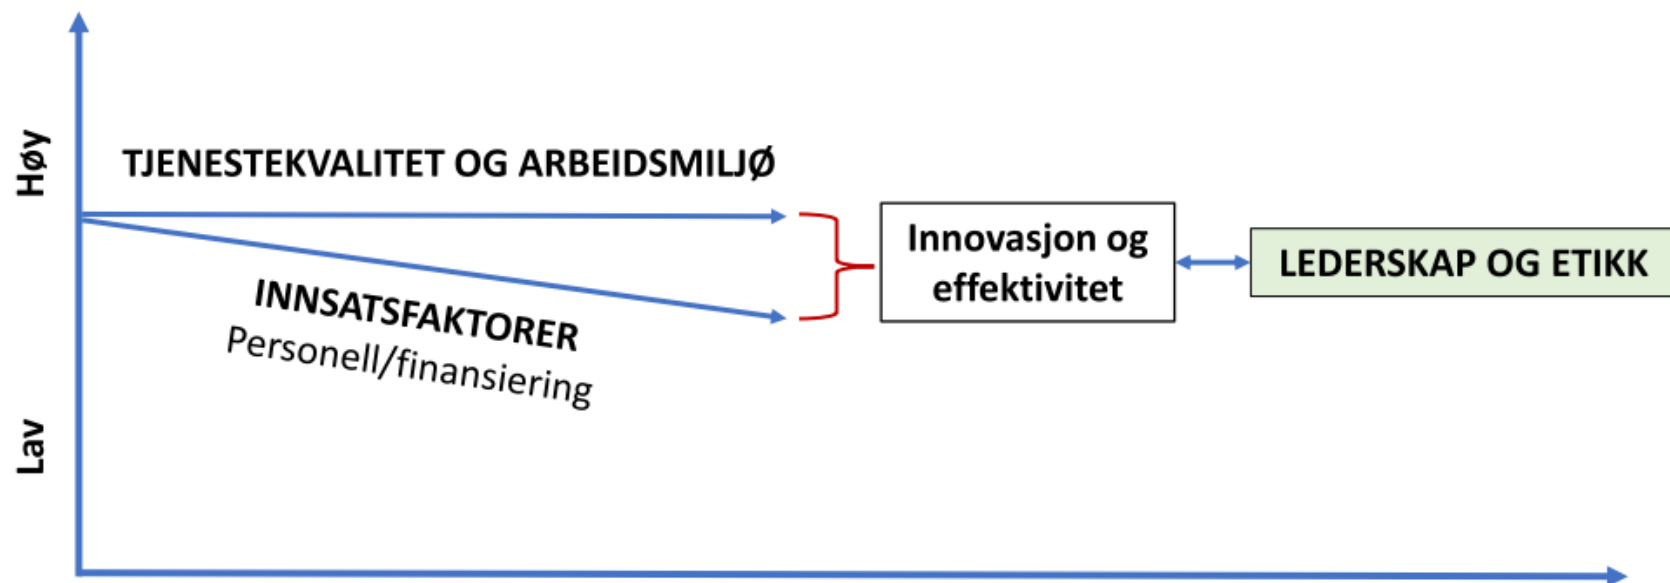 Høy
TJENESTEKVALITET OG ARBEIDSMILJØ
INNSATSFAKTORER
Personell/finansiering
Innovasjon og
effektivitet
LEDERSKAP OG ETIKK
Lav